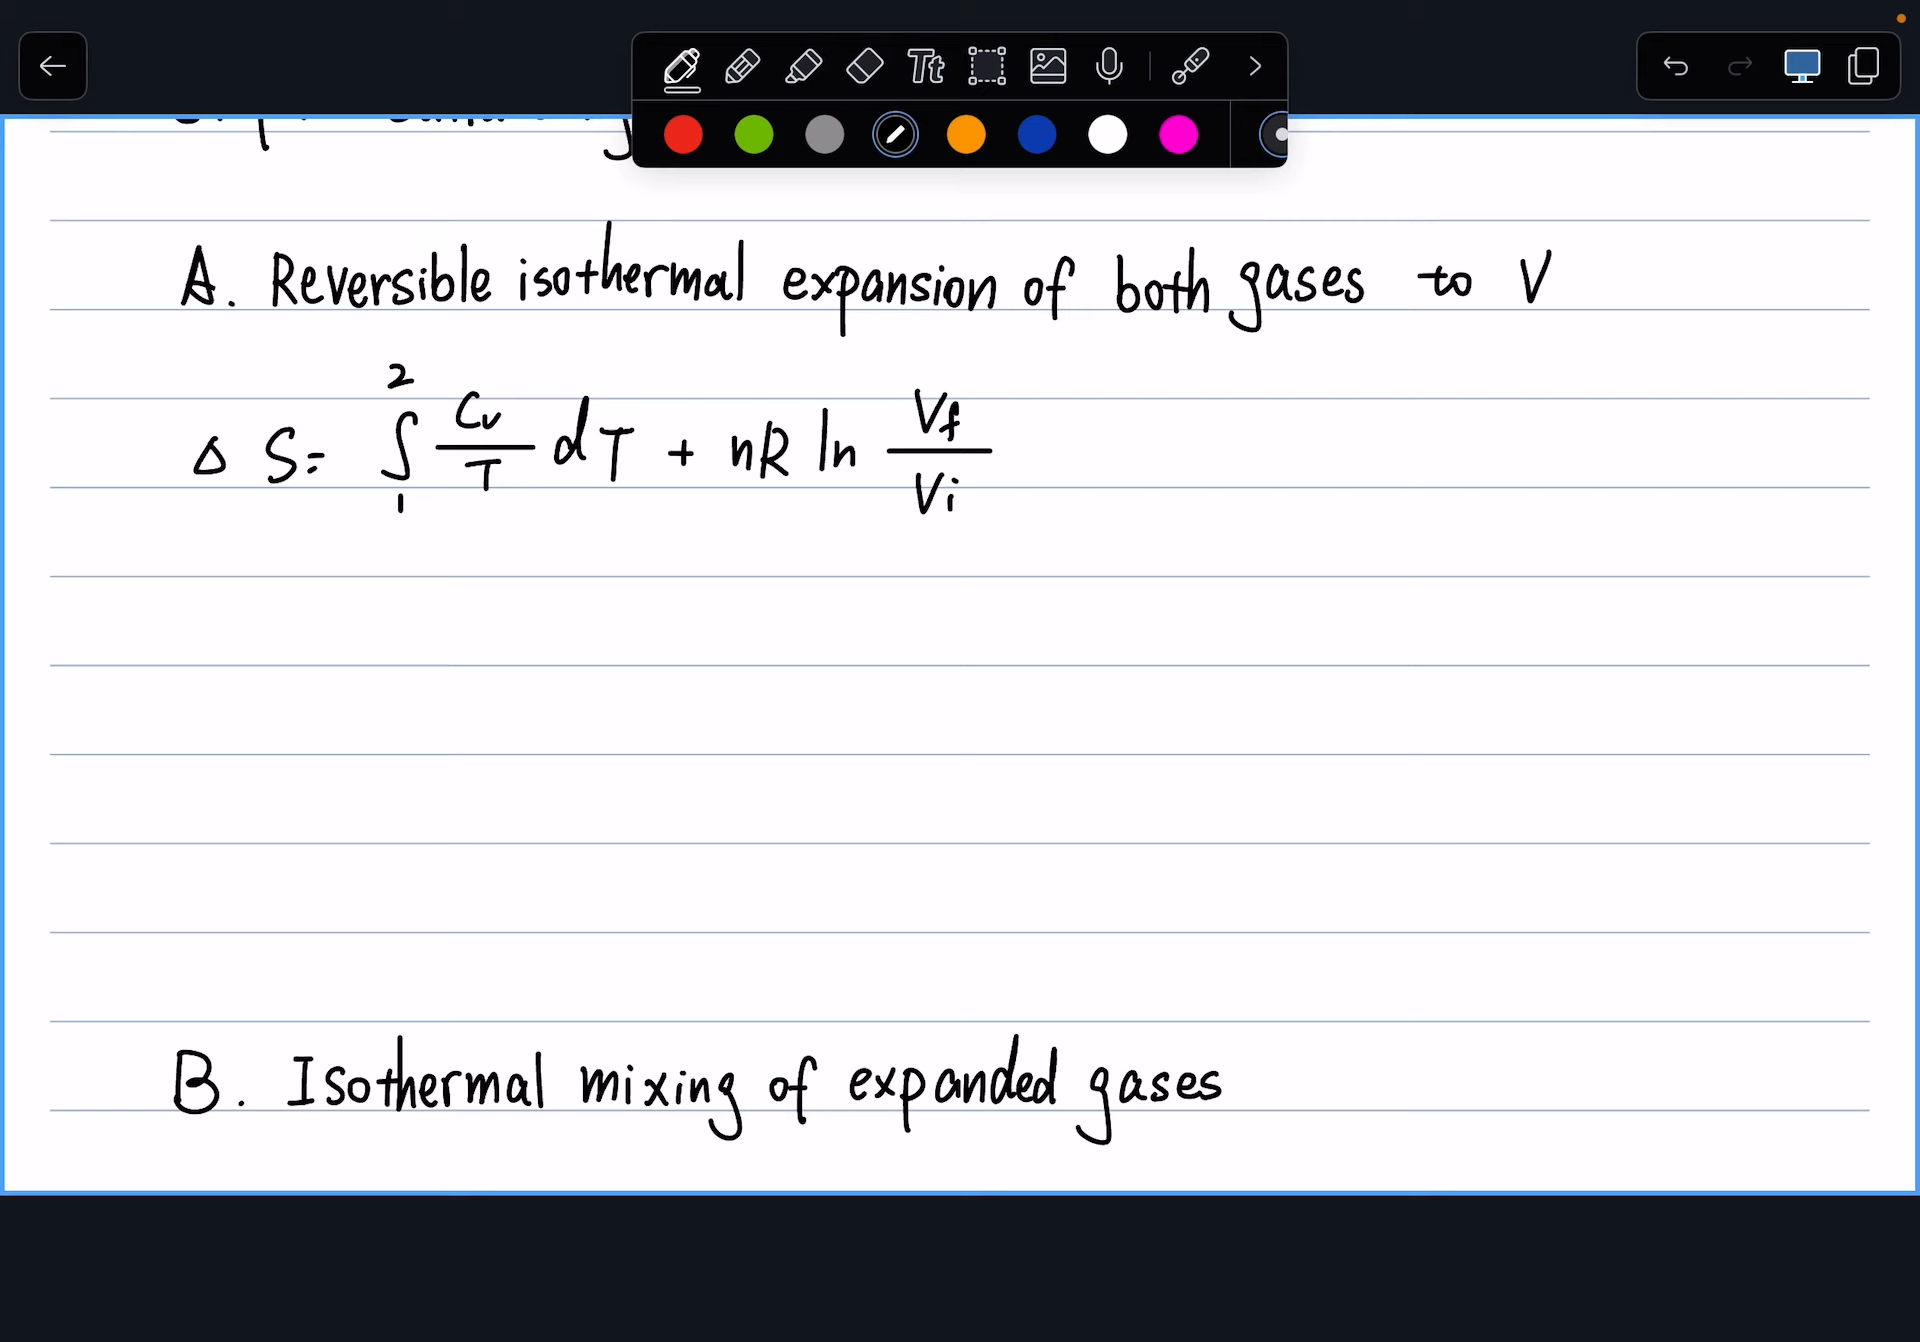 Tt
A. Reversible isothermal expansion of both gases to V
Δ S = ∫₁² Cv/T dT + nR ln Vf/Vi
B. Isothermal mixing of expanded gases